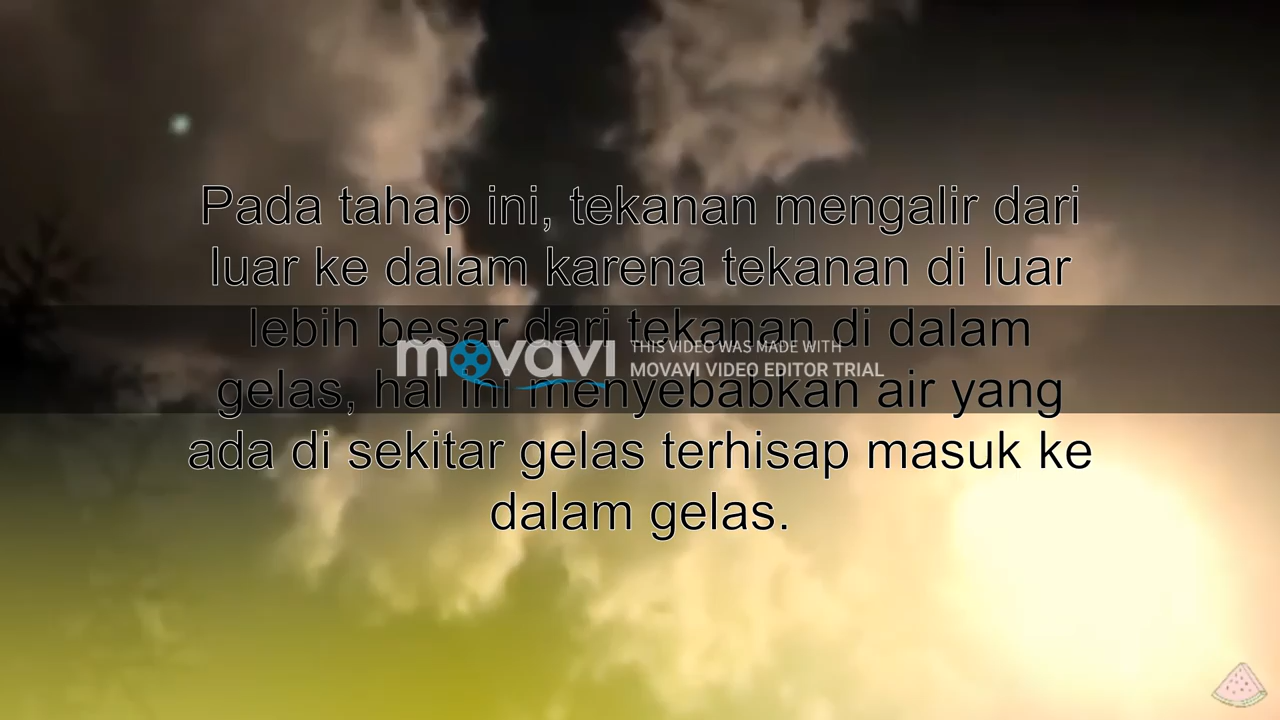 Pada tahap ini, tekanan mengalir dari
luar ke dalam karena tekanan di luar
lebih besar dari tekanan di dalam
movavi
THIS VIDEO WAS MADE WITH
MOVAVI VIDEO EDITOR TRIAL
gelas, hal ini menyebabkan air yang
ada di sekitar gelas terhisap masuk ke
dalam gelas.